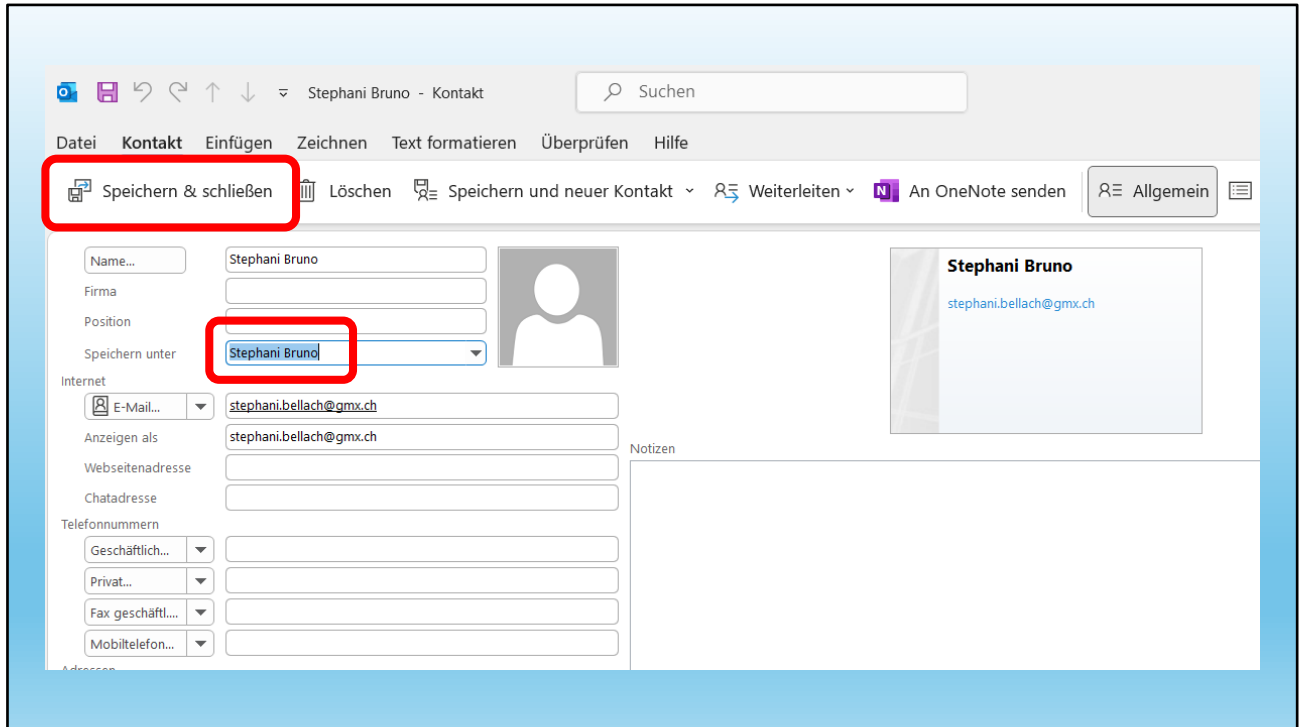 Stephani Bruno - Kontakt
Suchen
Datei Kontakt Einfügen Zeichnen Text formatieren Überprüfen Hilfe
Speichern & schließen Löschen Speichern und neuer Kontakt Weiterleiten An OneNote senden Allgemein
Name... Stephani Bruno
Firma
Position
Speichern unter Stephani Bruno
Internet
E-Mail... stephani.bellach@gmx.ch
Anzeigen als stephani.bellach@gmx.ch
Webseitenadresse
Chatadresse
Telefonnummern
Geschäftlich...
Privat...
Fax geschäftl....
Mobiltelefon...
Adressen
Stephani Bruno
stephani.bellach@gmx.ch
Notizen